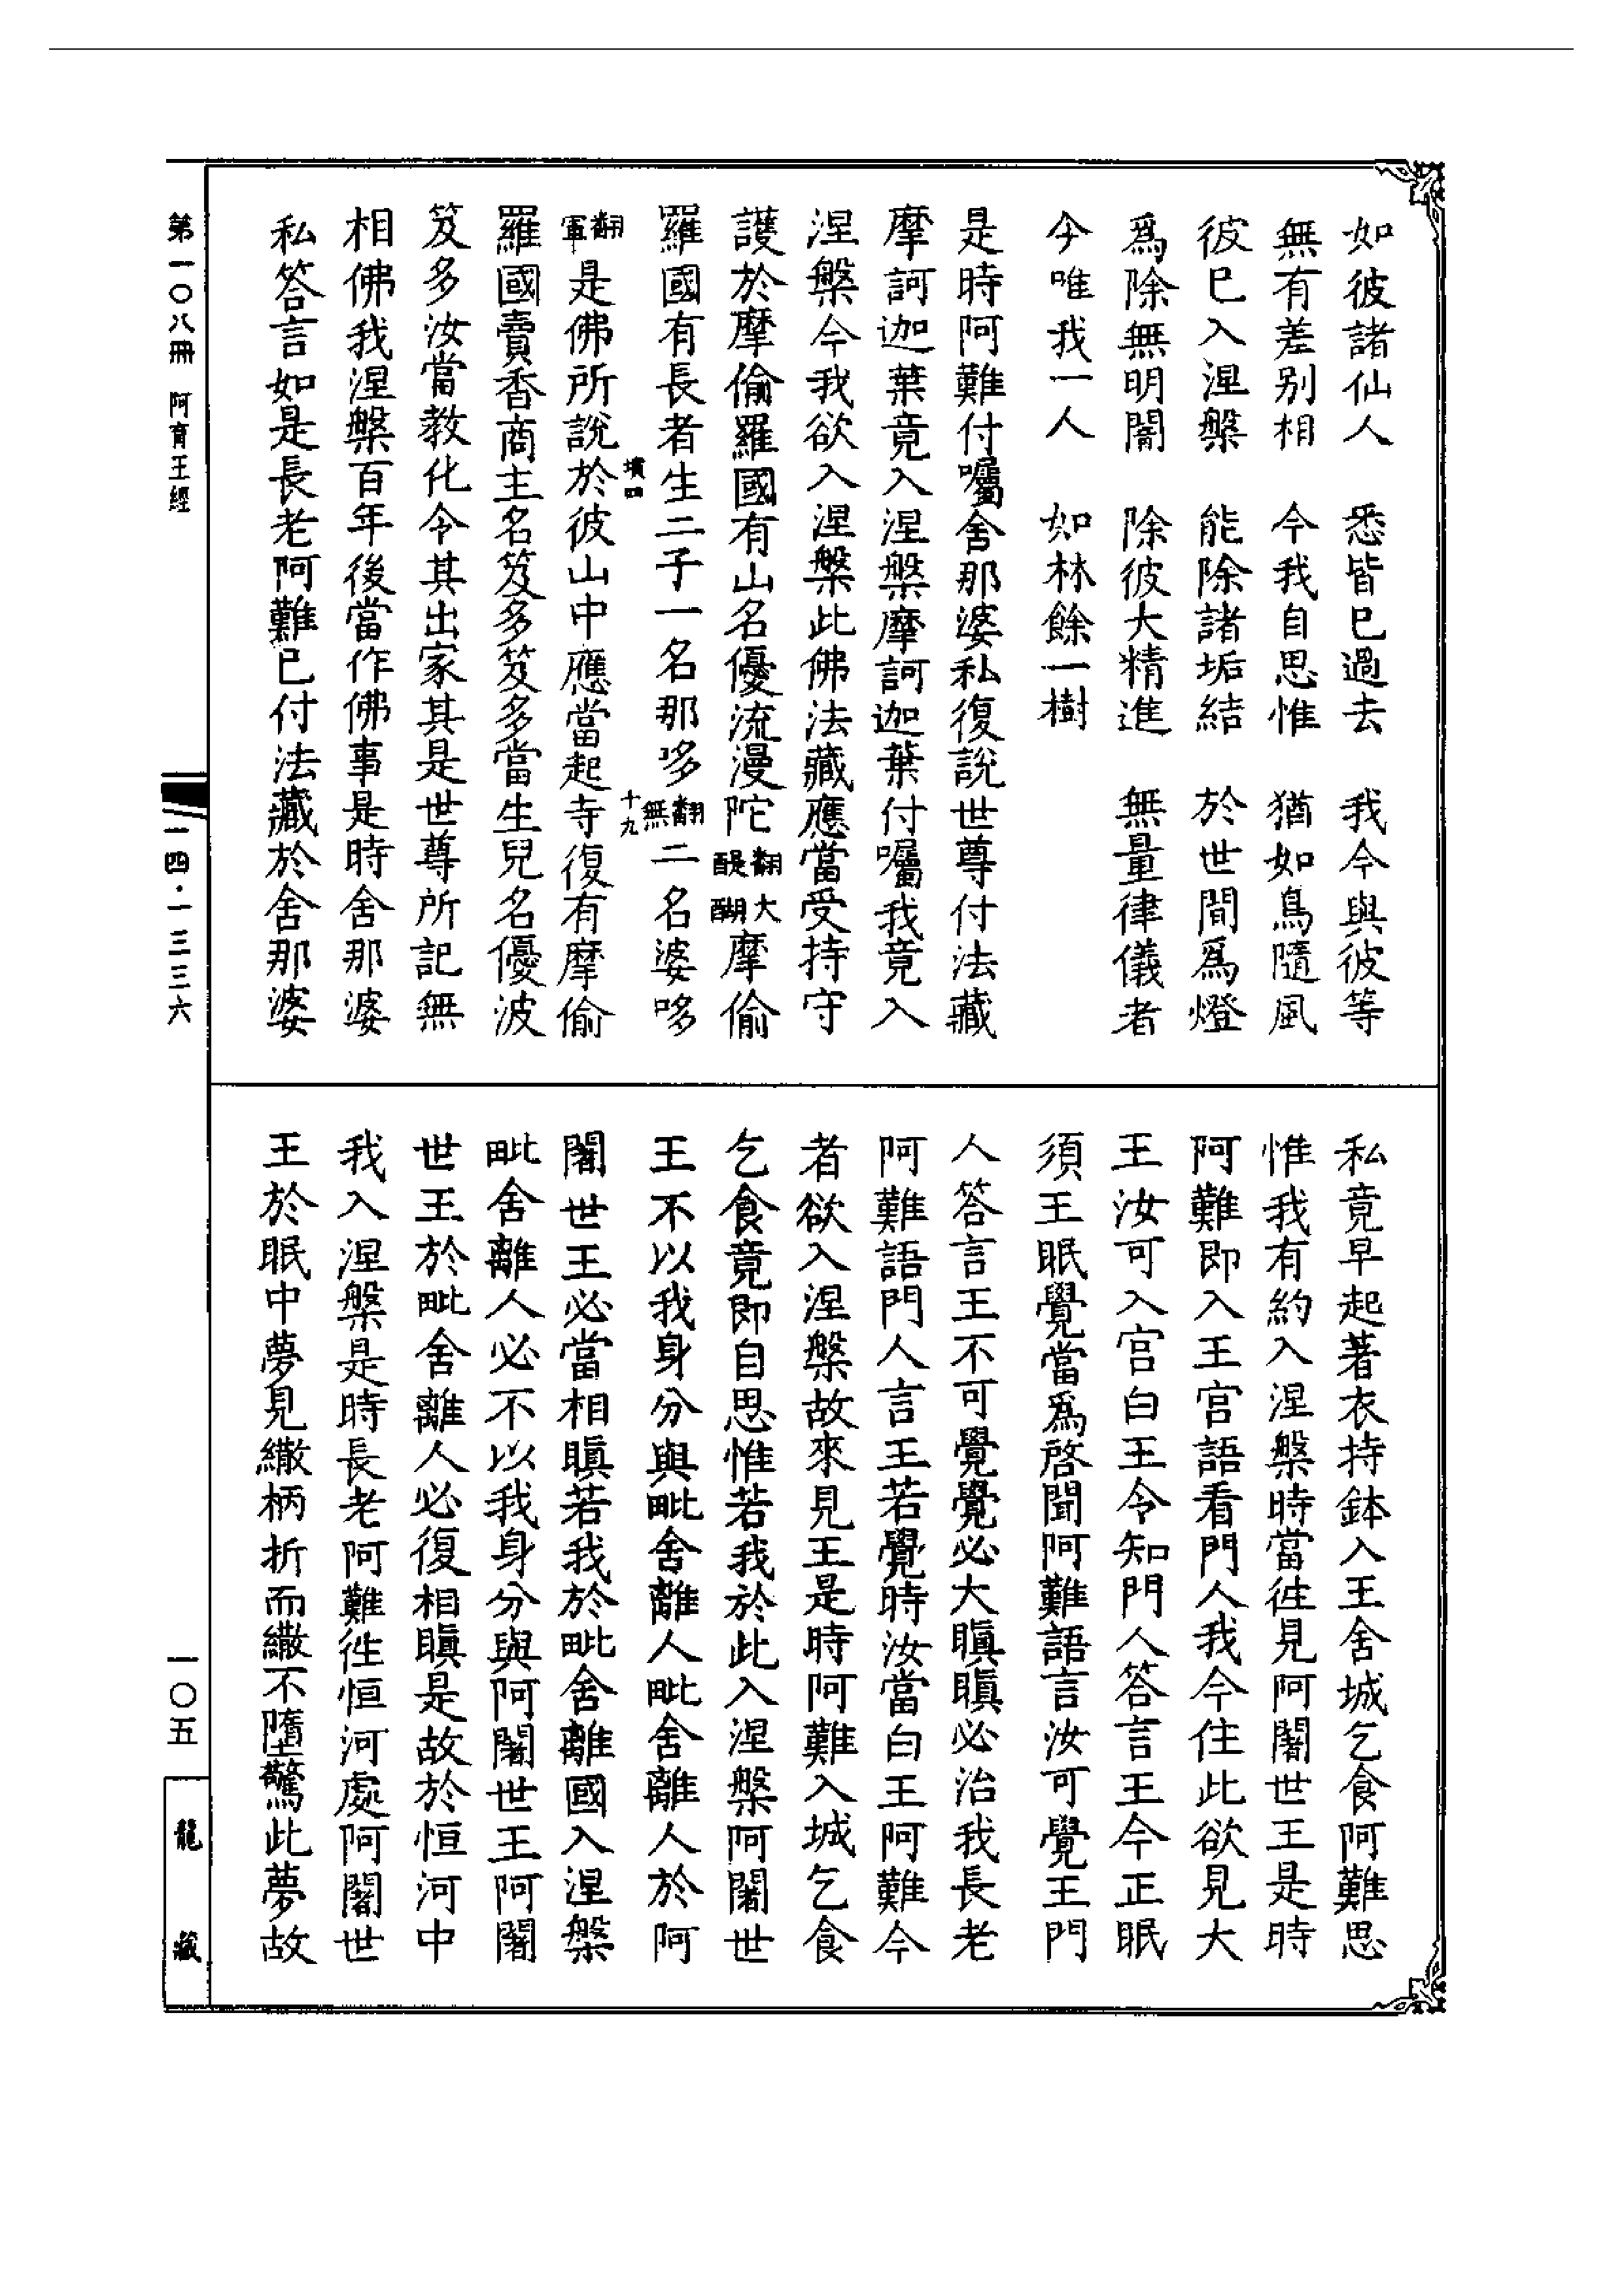 如彼諸仙人　悉皆已過去　我今與彼等
無有差别相　今我自思惟　猶如鳥隨風
彼已入涅槃　能除諸垢結　於世間爲燈
爲除無明闇　除彼大精進　無量律儀者
今唯我一人　如林餘一樹
是時阿難付囑舍那婆私復說世尊付法藏
摩訶迦葉竟入涅槃摩訶迦葉付囑我竟入
涅槃今我欲入涅槃此佛法藏應當受持守
護於摩偷羅國有山名優流漫陀翻大醍醐摩偷
羅國有長者生二子一名那哆翻無二名婆哆
翻軍是佛所說於彼山中應當起寺復有摩偷
羅國賣香商主名笈多笈多當生兒名優波
笈多汝當教化令其出家其是世尊所記無
相佛我涅槃百年後當作佛事是時舍那婆
私答言如是長老阿難已付法藏於舍那婆
墳四
十九
私竟早起著衣持鉢入王舍城乞食阿難思
惟我有約入涅槃時當徃見阿闍世王是時
阿難即入王宫語看門人我今住此欲見大
王汝可入宫白王令知門人答言王今正眠
須王眠覺當爲啓聞阿難語言汝可覺王門
人答言王不可覺覺必大瞋瞋必治我長老
阿難語門人言王若覺時汝當白王阿難今
者欲入涅槃故來見王是時阿難入城乞食
乞食竟即自思惟若我於此入涅槃阿闍世
王不以我身分與毗舍離人毗舍離人於阿
闍世王必當相瞋若我於毗舍離國入涅槃
毗舍離人必不以我身分與阿闍世王阿闍
世王於毗舍離人必復相瞋是故於恒河中
我入涅槃是時長老阿難徃恒河處阿闍世
王於眠中夢見繖柄折而繖不墮驚此夢故
第一〇八冊　阿育王經
一四·一三三六
一〇五
龍藏